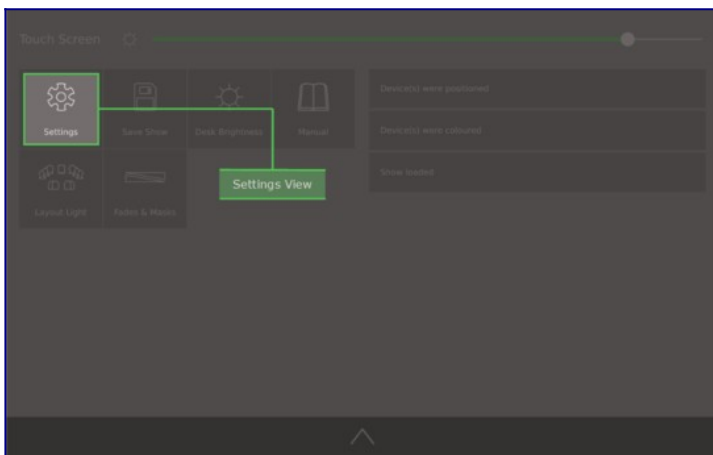 Touch Screen
Settings
Save Show
Desk Brightness
Manual
Device(s) were positioned
Device(s) were coloured
Show loaded
Layout Light
Fades & Masks
Settings View